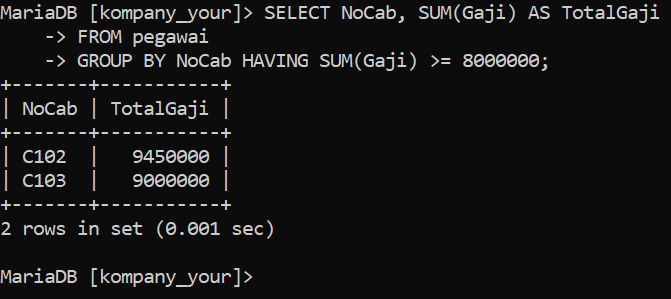 MariaDB [kompany_your]> SELECT NoCab, SUM(Gaji) AS TotalGaji
    -> FROM pegawai
    -> GROUP BY NoCab HAVING SUM(Gaji) >= 8000000;
+-------+-----------+
| NoCab | TotalGaji |
+-------+-----------+
| C102  |   9450000 |
| C103  |   9000000 |
+-------+-----------+
2 rows in set (0.001 sec)

MariaDB [kompany_your]>